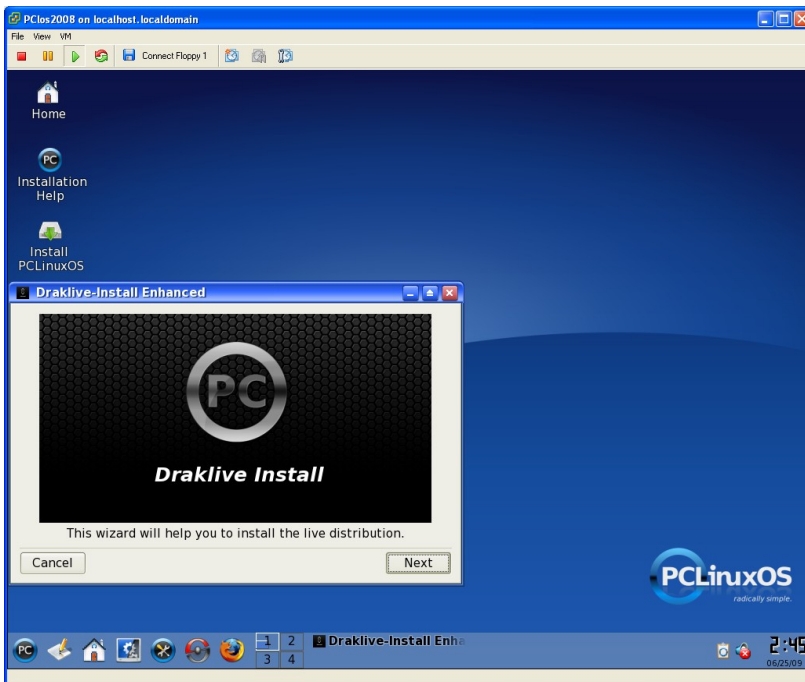 PClos2008 on localhost.localdomain
File View VM
Connect Floppy 1
Home
PC
Installation
Help
Install
PCLinuxOS
Draklive-Install Enhanced
PC
Draklive Install
This wizard will help you to install the live distribution.
Cancel Next
PCLinuxOS
radically simple.
PC
1 2
3 4
Draklive-Install Enha
2:45
06/25/09